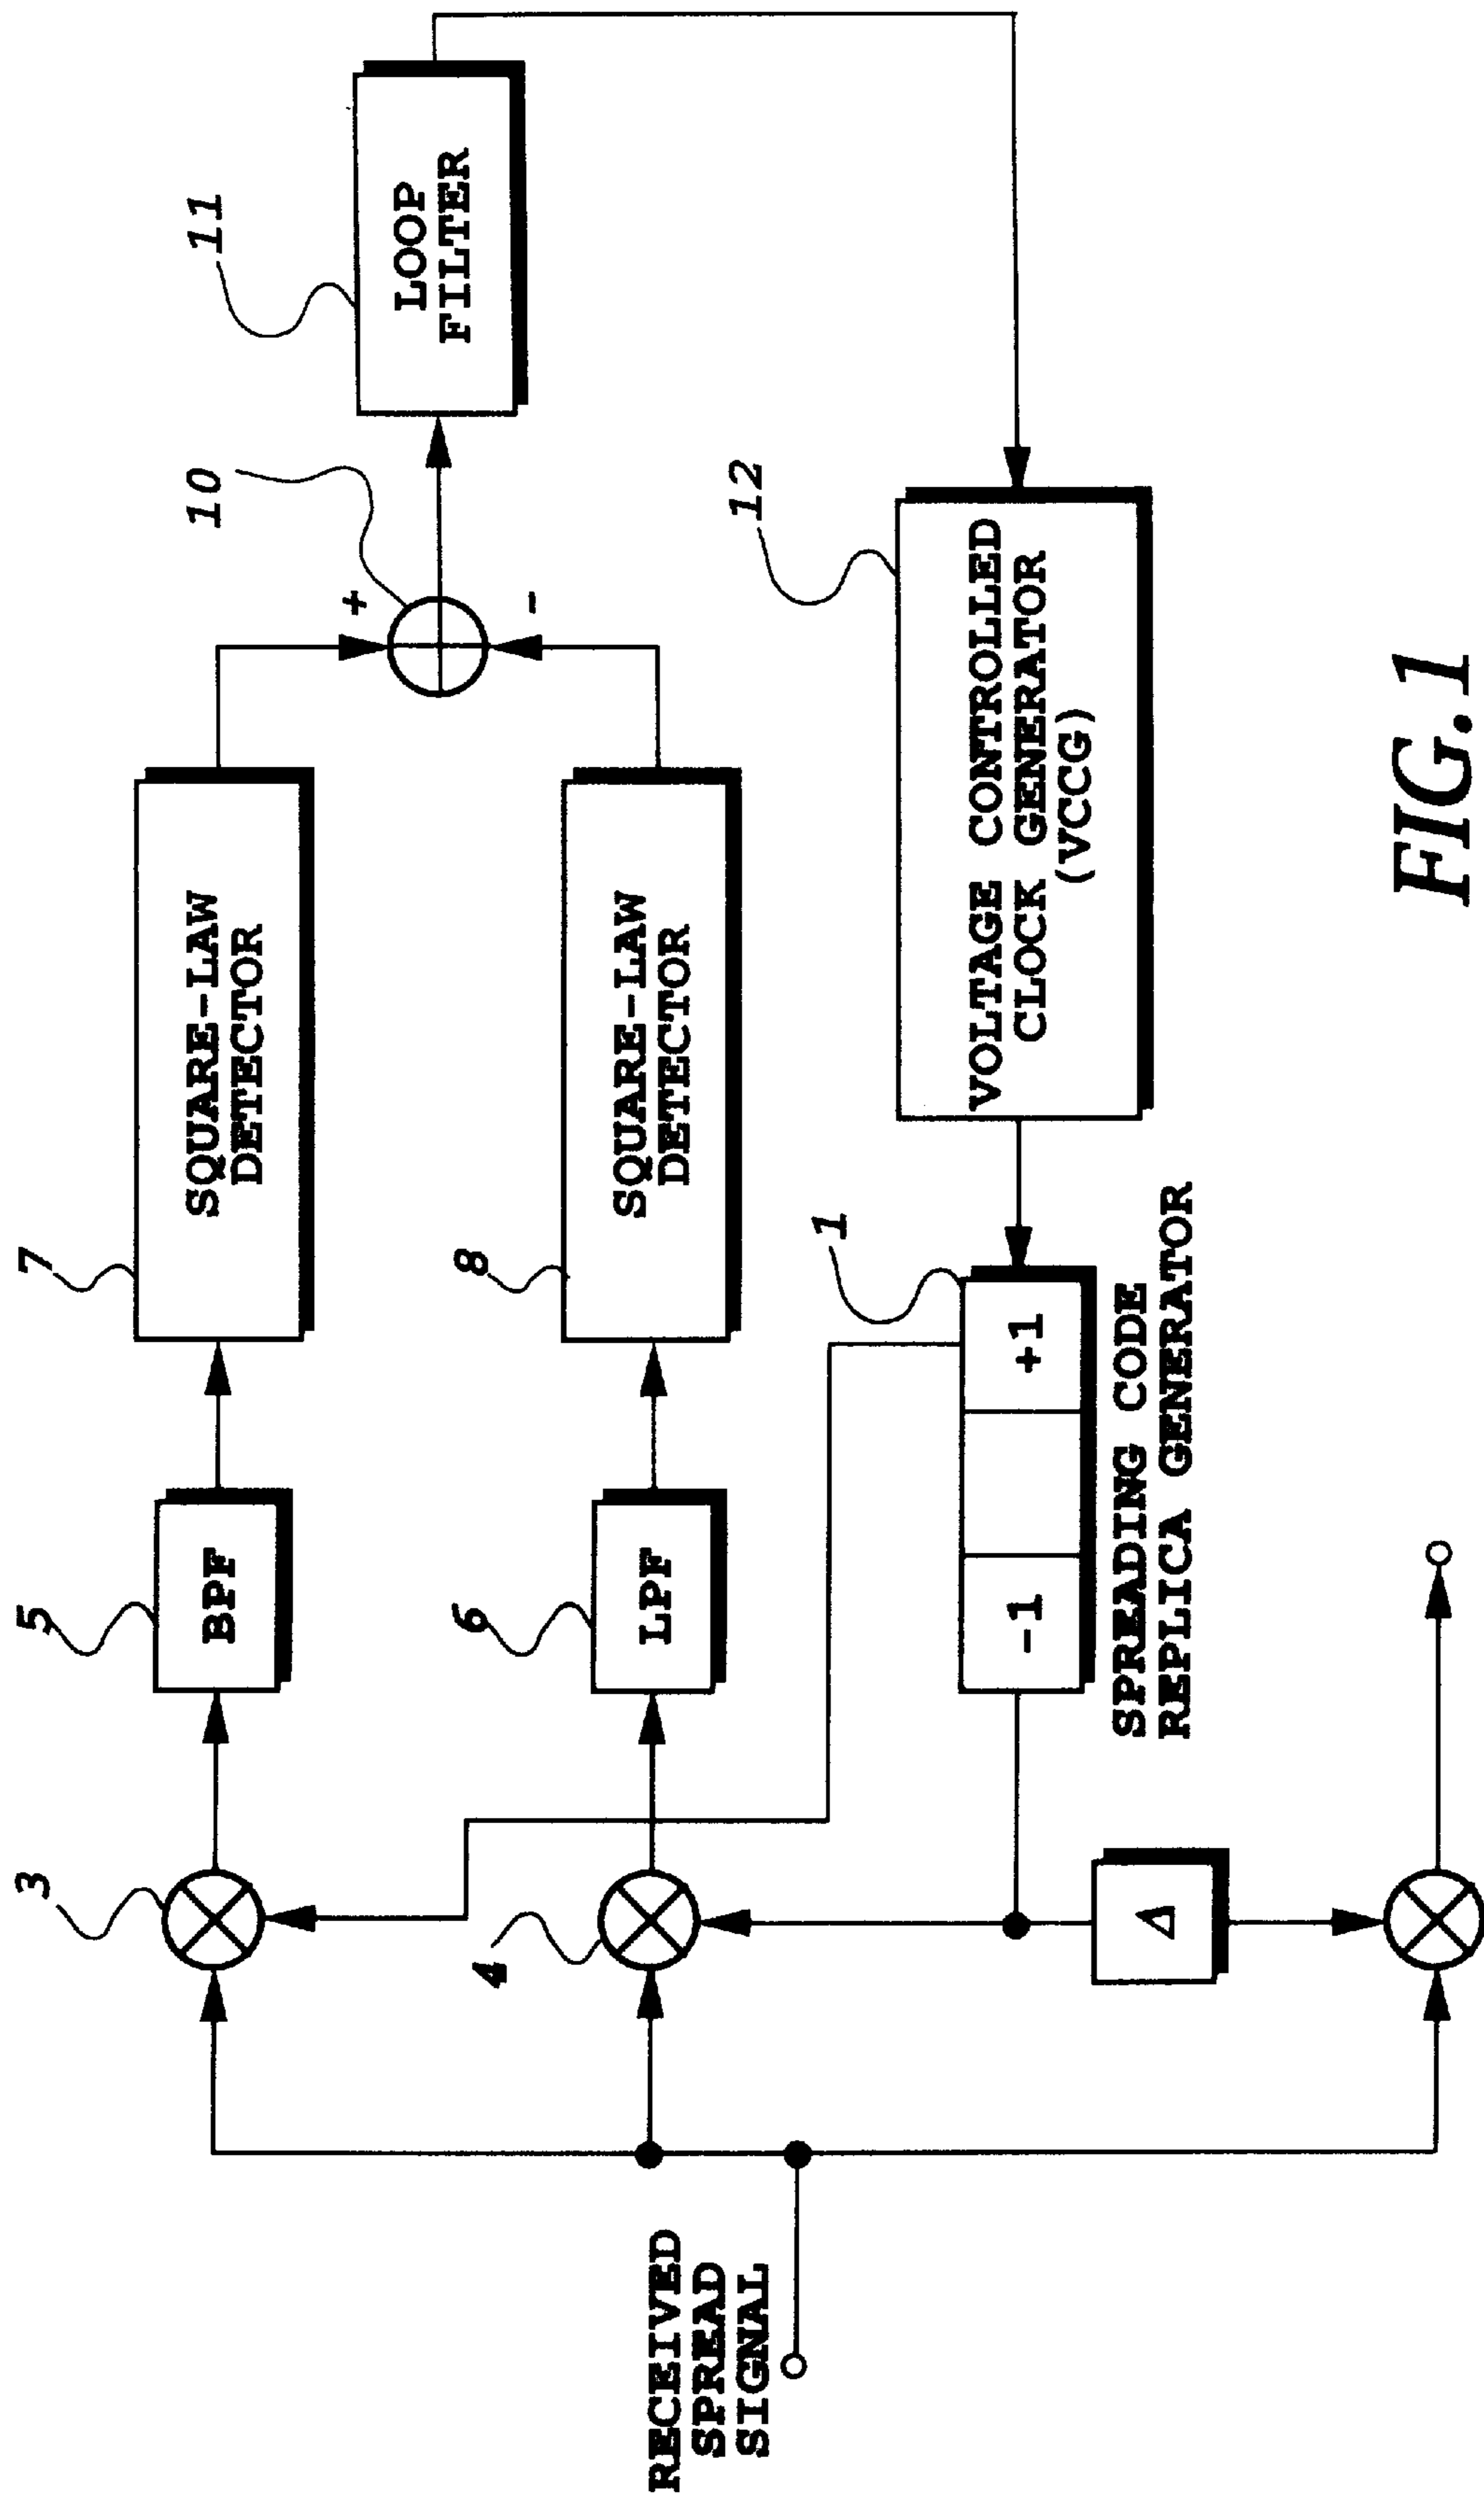 7
SQUARE-LAW
DETECTOR
5
BPF
3
11
LOOP
FILTER
10
+
-
8
SQUARE-LAW
DETECTOR
6
LPF
4
RECEIVED
SPREAD
SIGNAL
12
VOLTAGE CONTROLLED
CLOCK GENERATOR
(VCCG)
1
-1
+1
SPREADING CODE
REPLICA GENERATOR
Δ
FIG.1